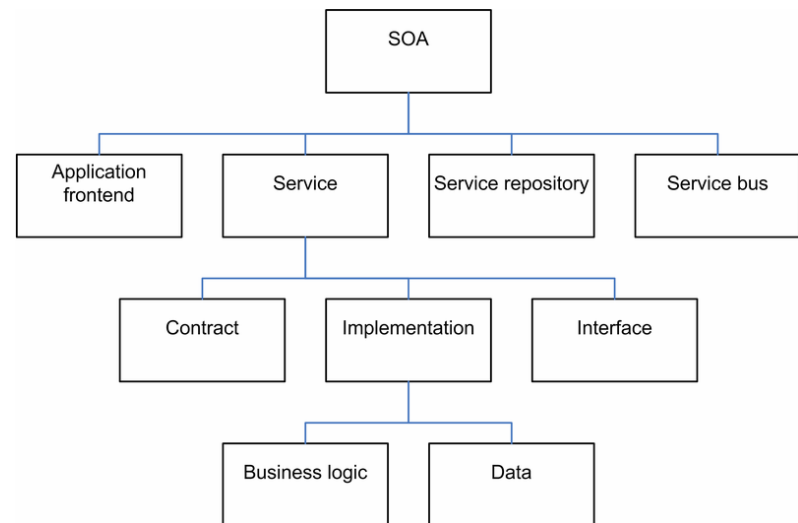 SOA
Application
frontend
Service
Service repository
Service bus
Contract
Implementation
Interface
Business logic
Data